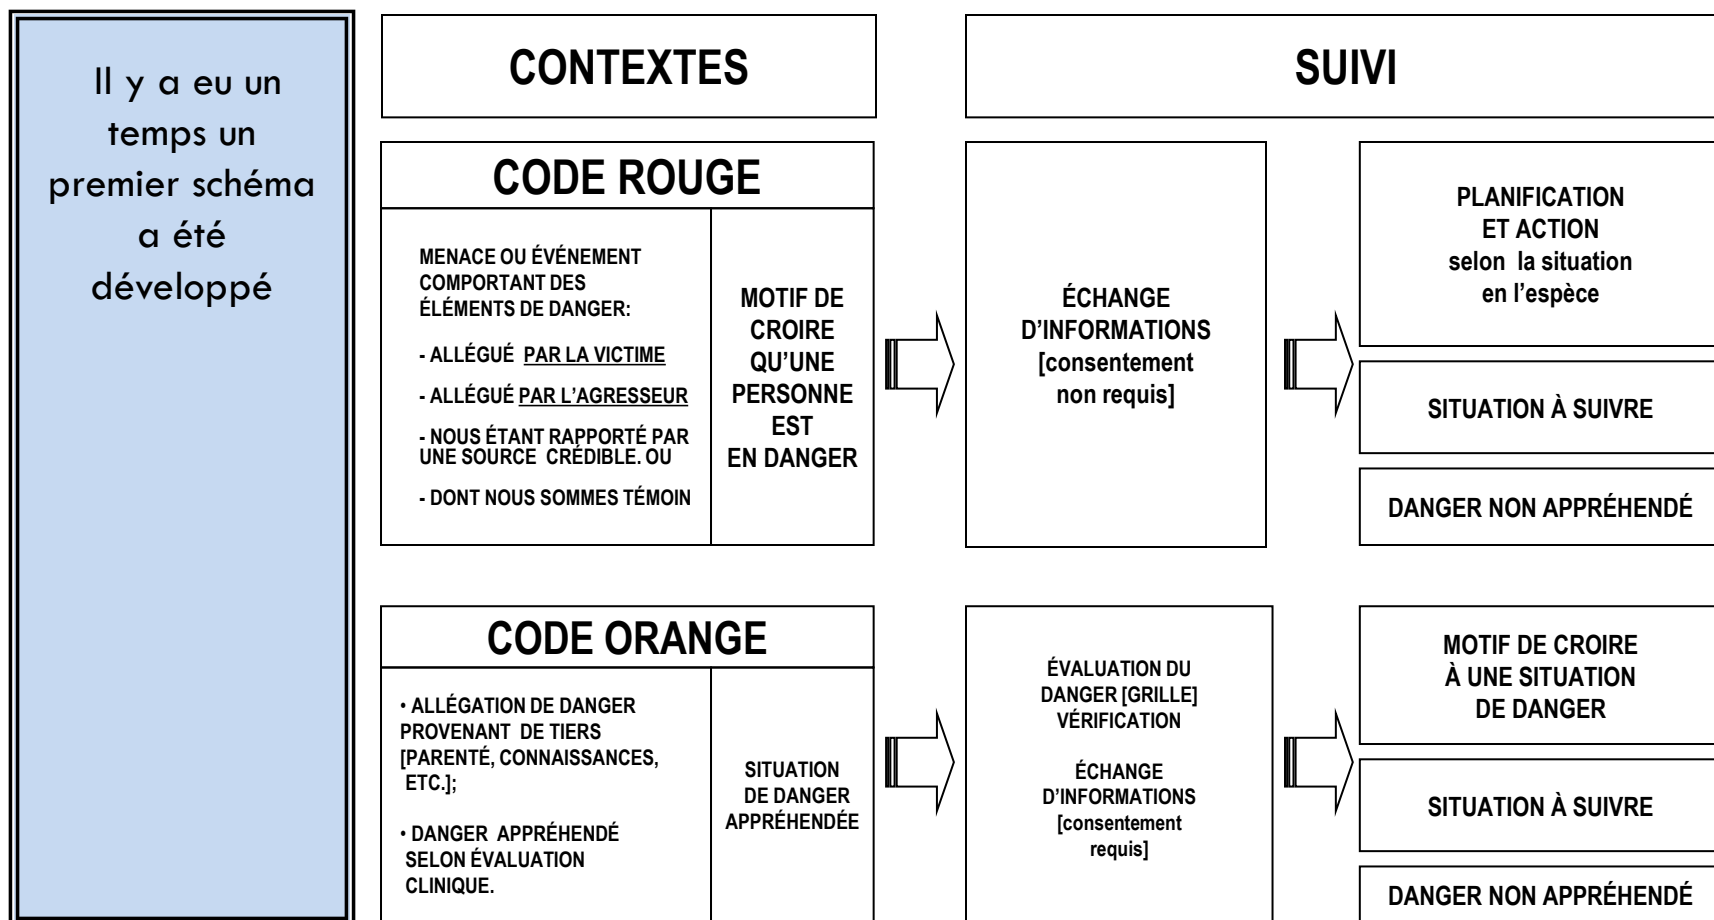 Il y a eu un
temps un
premier schéma
a été
développé
CONTEXTES
SUIVI
CODE ROUGE
MENACE OU ÉVÉNEMENT
COMPORTANT DES
ÉLÉMENTS DE DANGER:
- ALLÉGUÉ PAR LA VICTIME
- ALLÉGUÉ PAR L'AGRESSEUR
- NOUS ÉTANT RAPPORTÉ PAR
UNE SOURCE CRÉDIBLE. OU
- DONT NOUS SOMMES TÉMOIN
MOTIF DE
CROIRE
QU'UNE
PERSONNE
EST
EN DANGER
ÉCHANGE
D'INFORMATIONS
[consentement
non requis]
PLANIFICATION
ET ACTION
selon la situation
en l'espèce
SITUATION À SUIVRE
DANGER NON APPRÉHENDÉ
CODE ORANGE
• ALLÉGATION DE DANGER
PROVENANT DE TIERS
[PARENTÉ, CONNAISSANCES,
ETC.];
• DANGER APPRÉHENDÉ
SELON ÉVALUATION
CLINIQUE.
SITUATION
DE DANGER
APPRÉHENDÉE
ÉVALUATION DU
DANGER [GRILLE]
VÉRIFICATION
ÉCHANGE
D'INFORMATIONS
[consentement
requis]
MOTIF DE CROIRE
À UNE SITUATION
DE DANGER
SITUATION À SUIVRE
DANGER NON APPRÉHENDÉ